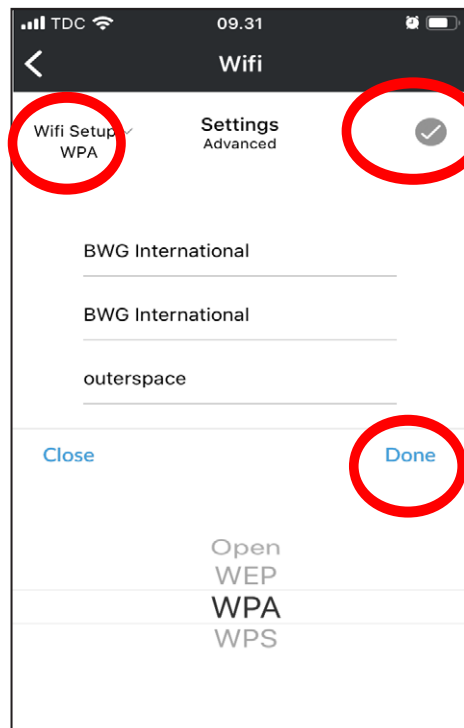 TDC 09.31
Wifi
Wifi Setup
WPA
Settings
Advanced
BWG International
BWG International
outerspace
Close Done
Open
WEP
WPA
WPS